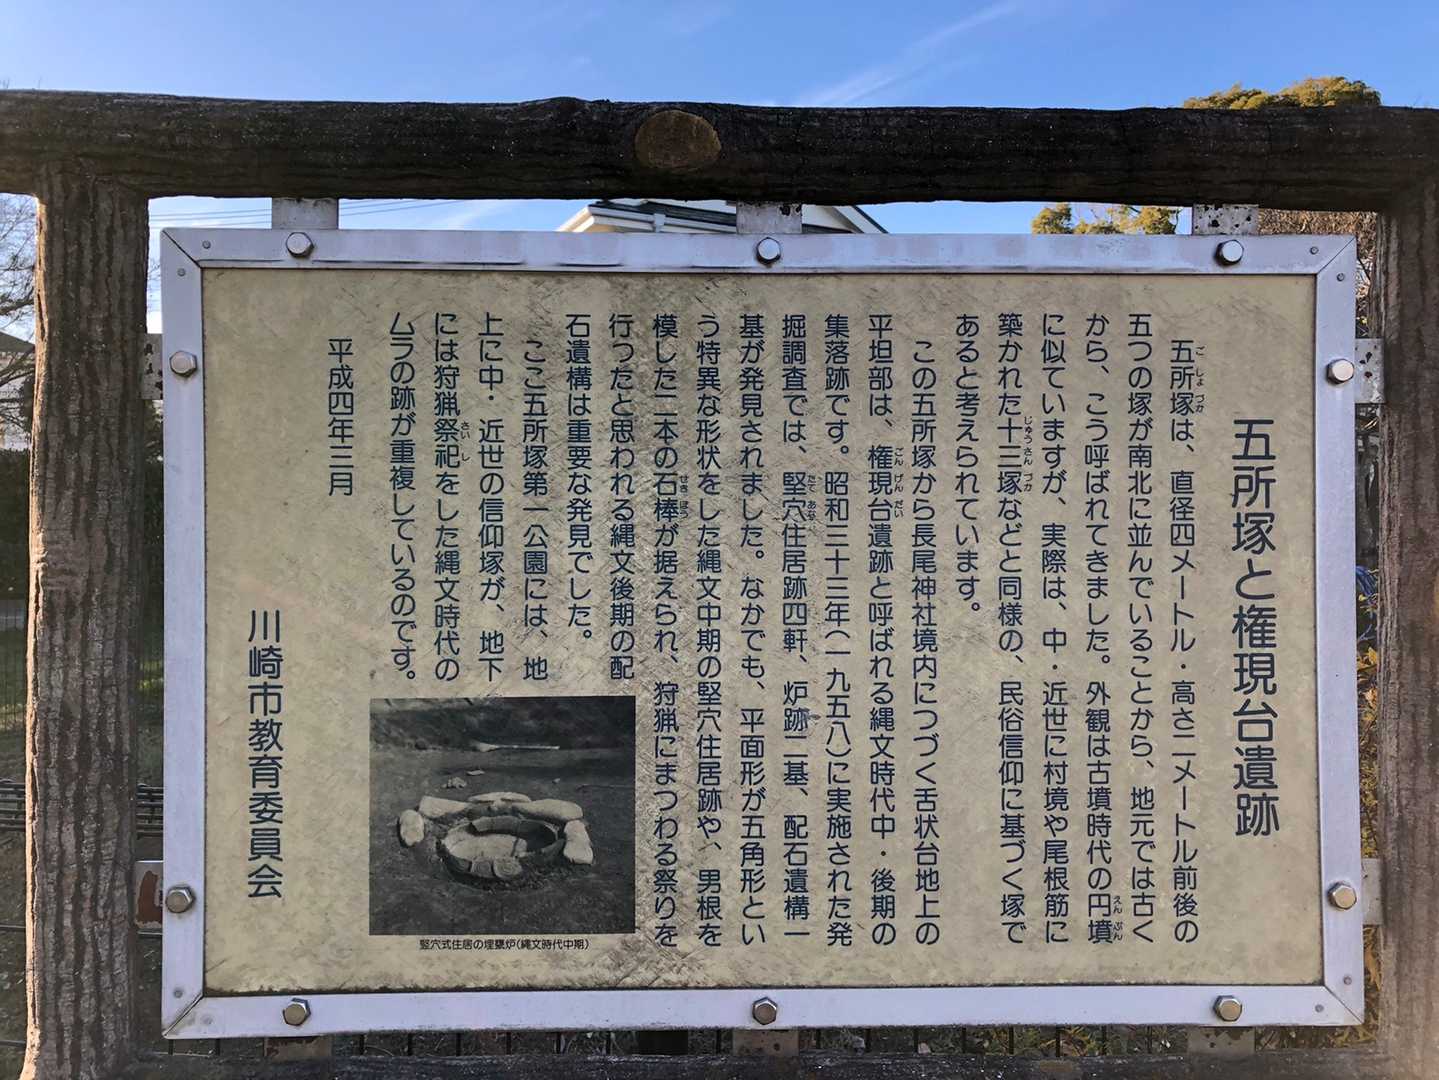 五所塚と権現台遺跡
五所塚は、直径四メートル・高さ二メートル前後の
五つの塚が南北に並んでいることから、地元では古く
から、こう呼ばれてきました。外観は古墳時代の円墳
に似ていますが、実際は、中・近世に村境や尾根筋に
築かれた十三塚などと同様の、民俗信仰に基づく塚で
あると考えられています。
この五所塚から長尾神社境内につづく舌状台地上の
平坦部は、権現台遺跡と呼ばれる縄文時代中・後期の
集落跡です。昭和三十三年(一九五八)に実施された発
掘調査では、竪穴住居跡四軒、炉跡二基、配石遺構一
基が発見されました。なかでも、平面形が五角形とい
う特異な形状をした縄文中期の竪穴住居跡や、男根を
模した二本の石棒が据えられ、狩猟にまつわる祭りを
行ったと思われる縄文後期の配
石遺構は重要な発見でした。
ここ五所塚第一公園には、地
上に中・近世の信仰塚が、地下
には狩猟祭祀をした縄文時代の
ムラの跡が重複しているのです。
平成四年三月
川崎市教育委員会
竪穴式住居の埋甕炉(縄文時代中期)